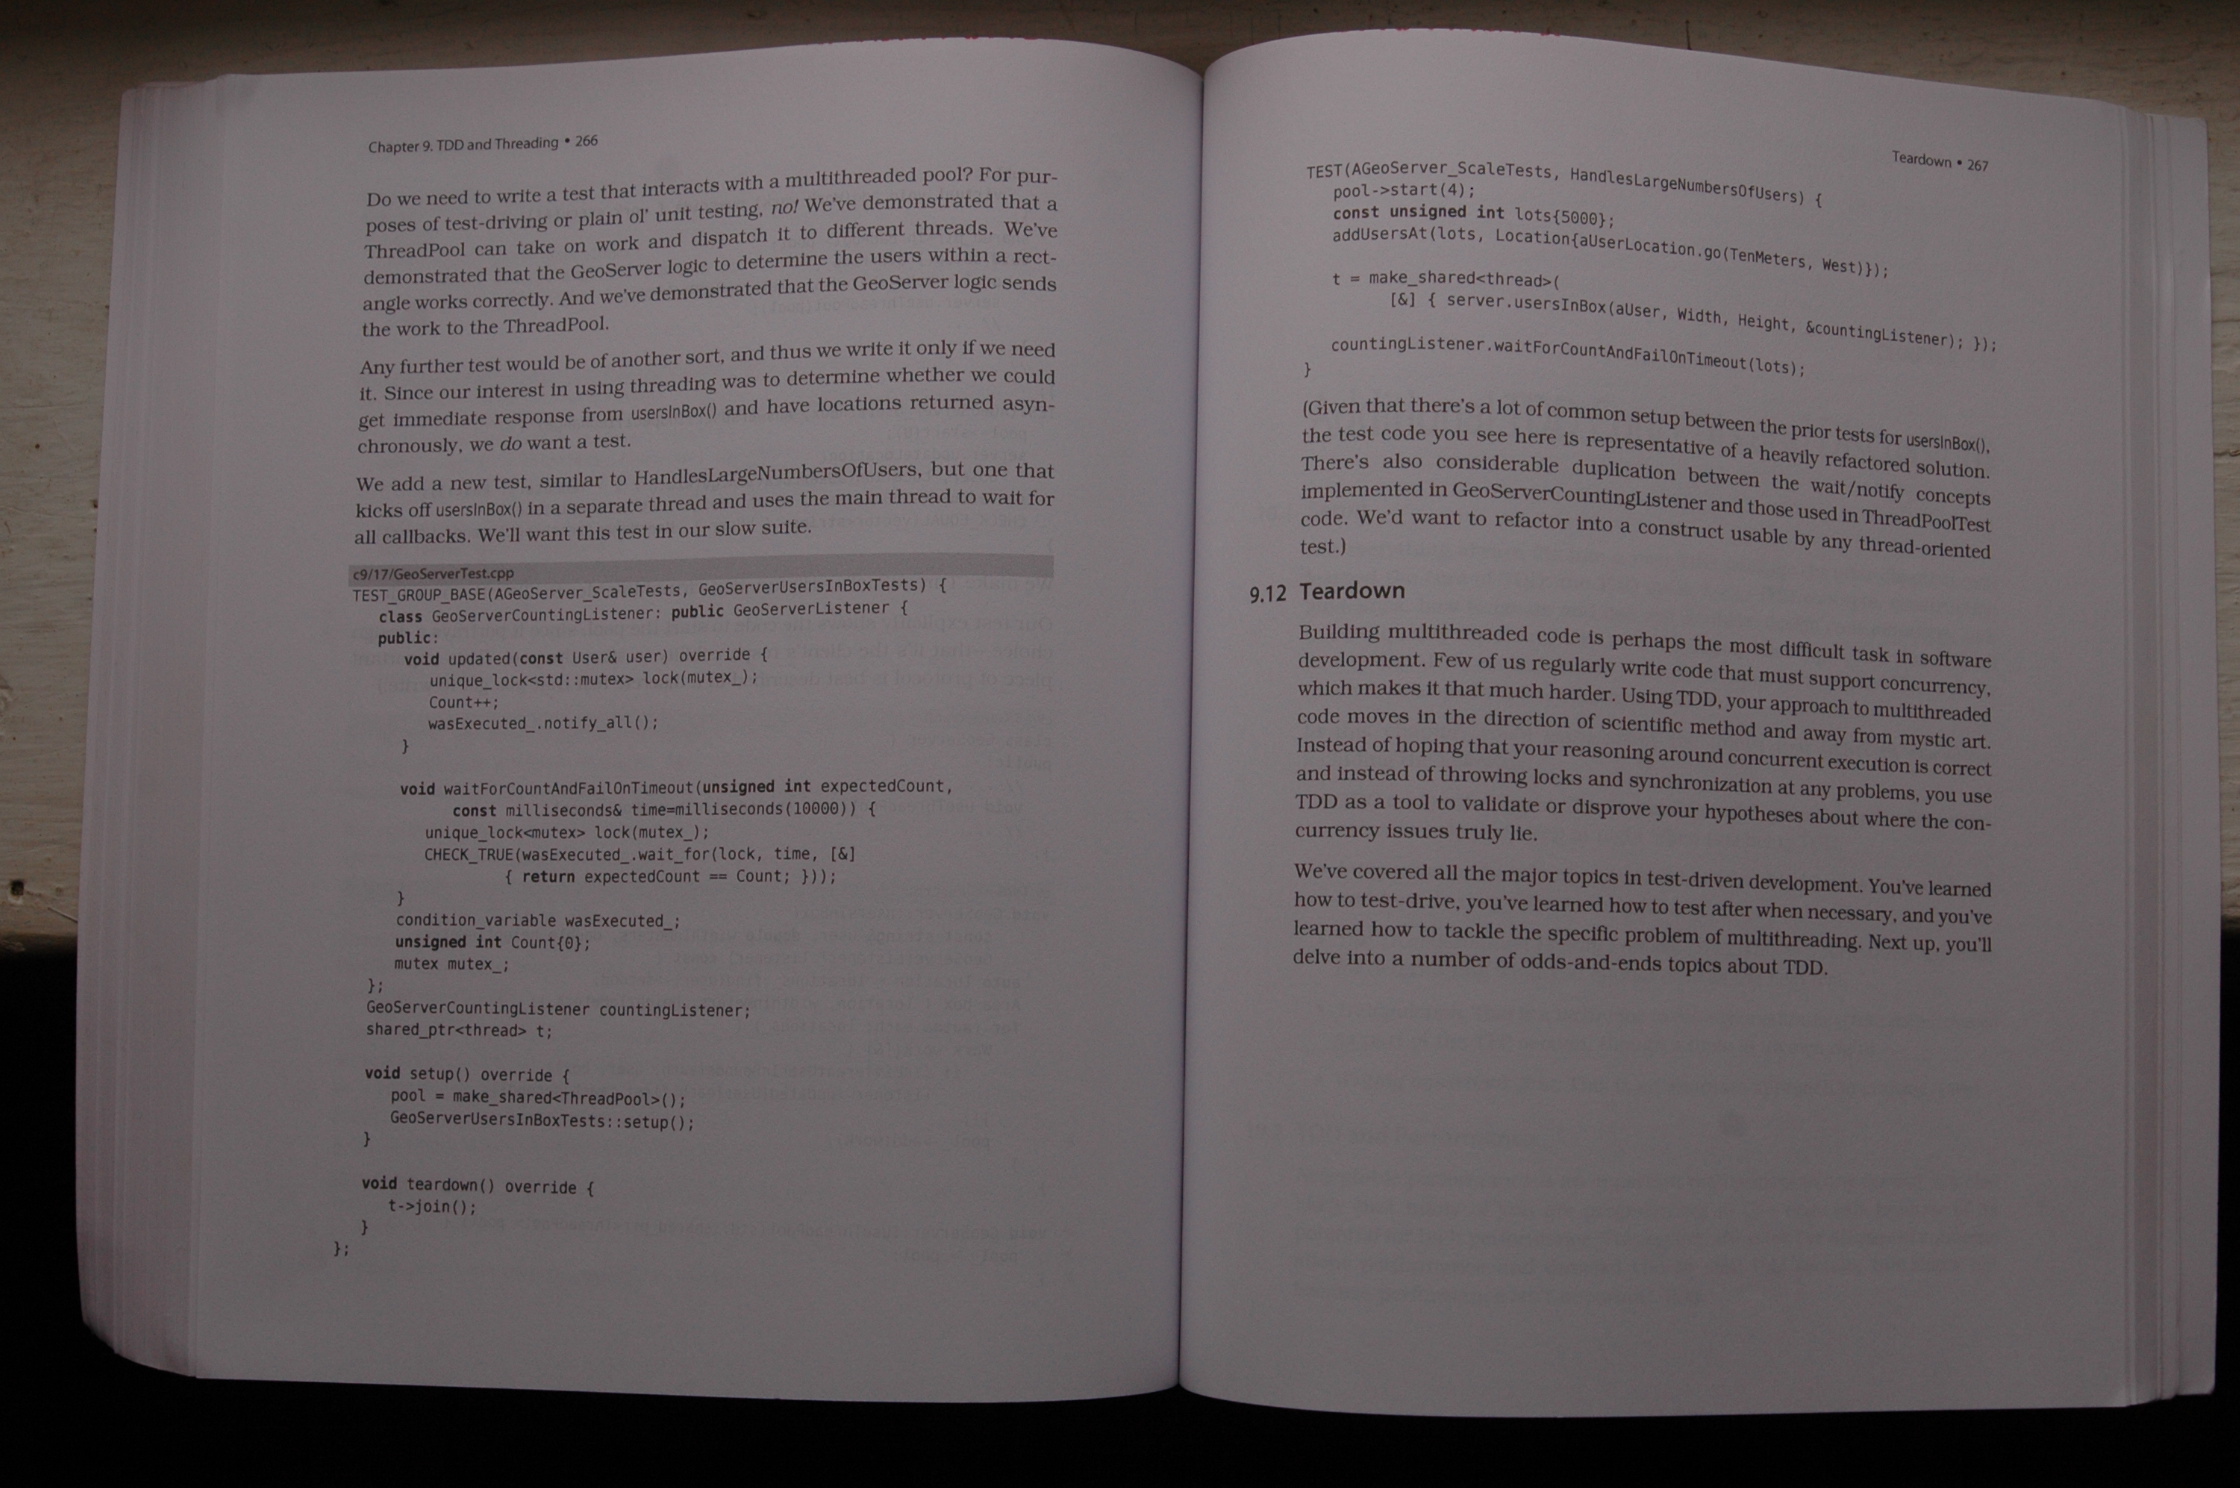 Chapter 9. TDD and Threading • 266
Do we need to write a test that interacts with a multithreaded pool? For pur-
poses of test-driving or plain ol' unit testing, no! We've demonstrated that a
ThreadPool can take on work and dispatch it to different threads. We've
demonstrated that the GeoServer logic to determine the users within a rect-
angle works correctly. And we've demonstrated that the GeoServer logic sends
the work to the ThreadPool.
Any further test would be of another sort, and thus we write it only if we need
it. Since our interest in using threading was to determine whether we could
get immediate response from usersInBox() and have locations returned asyn-
chronously, we do want a test.
We add a new test, similar to HandlesLargeNumbersOfUsers, but one that
kicks off usersInBox() in a separate thread and uses the main thread to wait for
all callbacks. We'll want this test in our slow suite.
c9/17/GeoServerTest.cpp
TEST_GROUP_BASE(AGeoServer_ScaleTests, GeoServerUsersInBoxTests) {
class GeoServerCountingListener: public GeoServerListener {
public:
void updated(const User& user) override {
unique_lock<std::mutex> lock(mutex_);
Count++;
wasExecuted_.notify_all();
}
void waitForCountAndFailOnTimeout(unsigned int expectedCount,
const milliseconds& time=milliseconds(10000)) {
unique_lock<mutex> lock(mutex_);
CHECK_TRUE(wasExecuted_.wait_for(lock, time, [&]
{ return expectedCount == Count; }));
}
condition_variable wasExecuted_;
unsigned int Count{0};
mutex mutex_;
};
GeoServerCountingListener countingListener;
shared_ptr<thread> t;
void setup() override {
pool = make_shared<ThreadPool>();
GeoServerUsersInBoxTests::setup();
}
void teardown() override {
t->join();
}
};
Teardown • 267
TEST(AGeoServer_ScaleTests, HandlesLargeNumbersOfUsers) {
pool->start(4);
const unsigned int lots{5000};
addUsersAt(lots, Location{aUserLocation.go(TenMeters, West)});
t = make_shared<thread>(
[&] { server.usersInBox(aUser, Width, Height, &countingListener); });
countingListener.waitForCountAndFailOnTimeout(lots);
}
(Given that there's a lot of common setup between the prior tests for usersInBox(),
the test code you see here is representative of a heavily refactored solution.
There's also considerable duplication between the wait/notify concepts
implemented in GeoServerCountingListener and those used in ThreadPoolTest
code. We'd want to refactor into a construct usable by any thread-oriented
test.)
9.12 Teardown
Building multithreaded code is perhaps the most difficult task in software
development. Few of us regularly write code that must support concurrency,
which makes it that much harder. Using TDD, your approach to multithreaded
code moves in the direction of scientific method and away from mystic art.
Instead of hoping that your reasoning around concurrent execution is correct
and instead of throwing locks and synchronization at any problems, you use
TDD as a tool to validate or disprove your hypotheses about where the con-
currency issues truly lie.
We've covered all the major topics in test-driven development. You've learned
how to test-drive, you've learned how to test after when necessary, and you've
learned how to tackle the specific problem of multithreading. Next up, you'll
delve into a number of odds-and-ends topics about TDD.